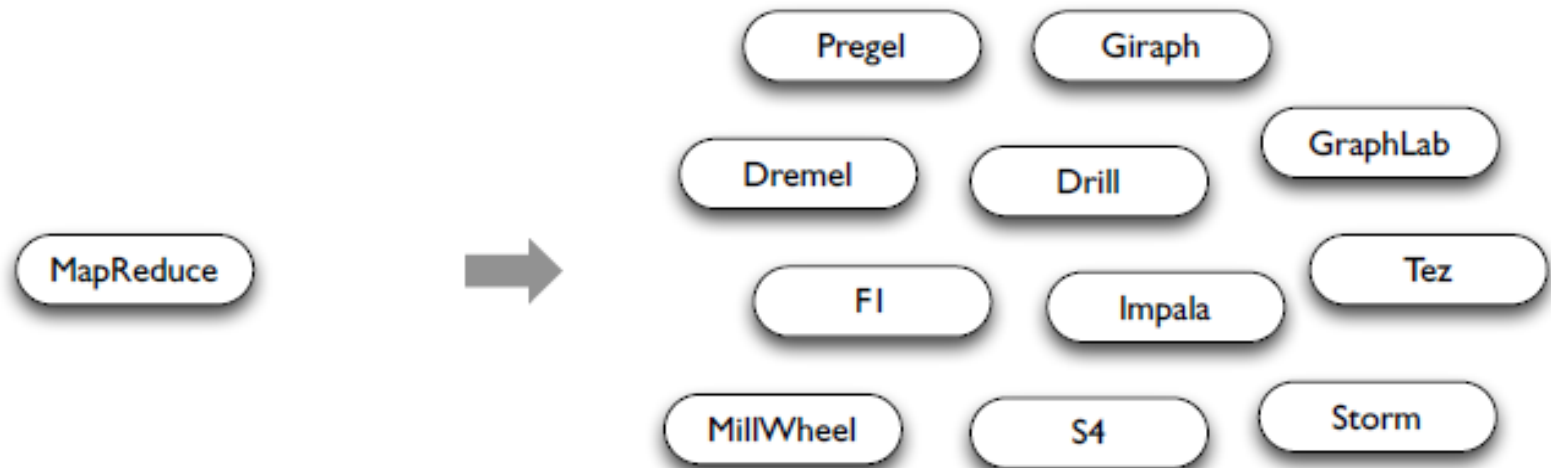 Pregel
Giraph
GraphLab
Dremel
Drill
MapReduce
Tez
F1
Impala
MillWheel
S4
Storm